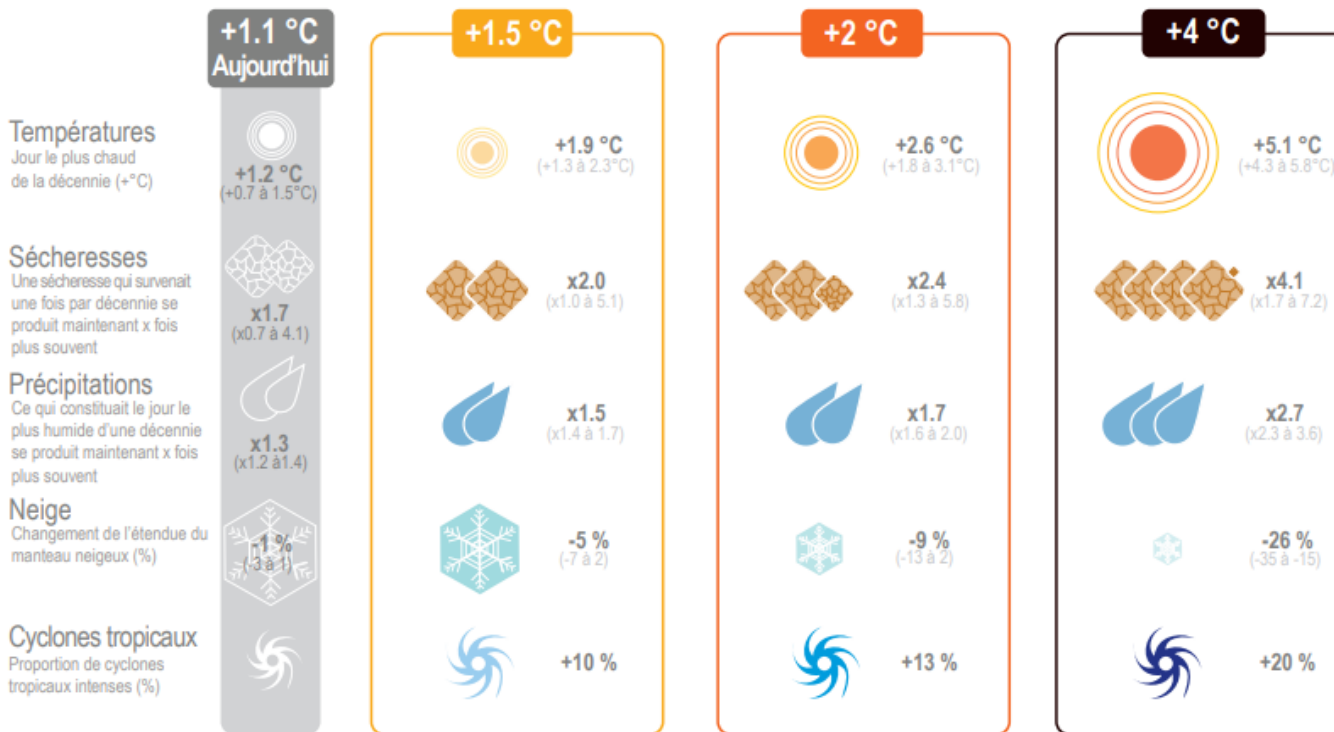 +1.1 °C
Aujourd'hui
+1.5 °C
+2 °C
+4 °C
Températures
Jour le plus chaud
de la décennie (+°C)
+1.2 °C
(+0.7 à 1.5°C)
+1.9 °C
(+1.3 à 2.3°C)
+2.6 °C
(+1.8 à 3.1°C)
+5.1 °C
(+4.3 à 5.8°C)
Sécheresses
Une sécheresse qui survenait
une fois par décennie se
produit maintenant x fois
plus souvent
x1.7
(x0.7 à 4.1)
x2.0
(x1.0 à 5.1)
x2.4
(x1.3 à 5.8)
x4.1
(x1.7 à 7.2)
Précipitations
Ce qui constituait le jour le
plus humide d'une décennie
se produit maintenant x fois
plus souvent
x1.3
(x1.2 à1.4)
x1.5
(x1.4 à 1.7)
x1.7
(x1.6 à 2.0)
x2.7
(x2.3 à 3.6)
Neige
Changement de l'étendue du
manteau neigeux (%)
-1 %
(-3 à 1)
-5 %
(-7 à 2)
-9 %
(-13 à 2)
-26 %
(-35 à -15)
Cyclones tropicaux
Proportion de cyclones
tropicaux intenses (%)
+10 %
+13 %
+20 %